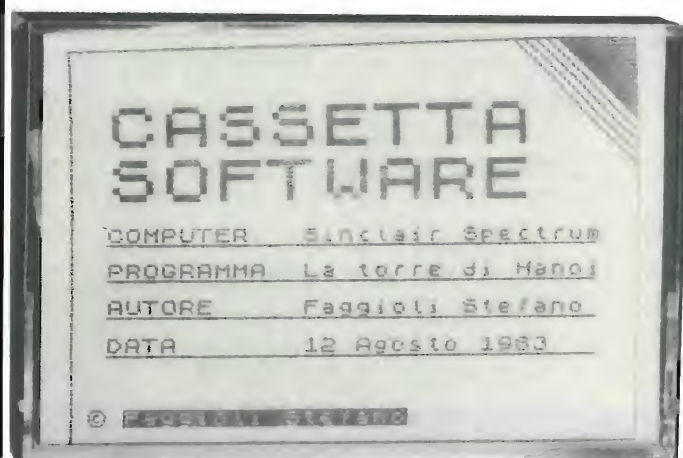 CASSETTA
SOFTWARE
COMPUTER Sinclair Spectrum
PROGRAMMA La torre di Hanoi
AUTORE Faggioli Stefano
DATA 12 Agosto 1983
© Faggioli Stefano